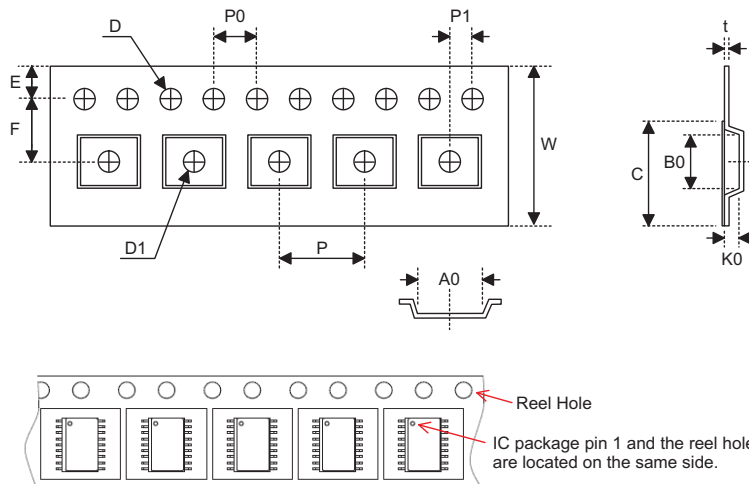 D
P0
P1
t
E
F
W
C
B0
D1
P
A0
K0
Reel Hole
IC package pin 1 and the reel hole
are located on the same side.